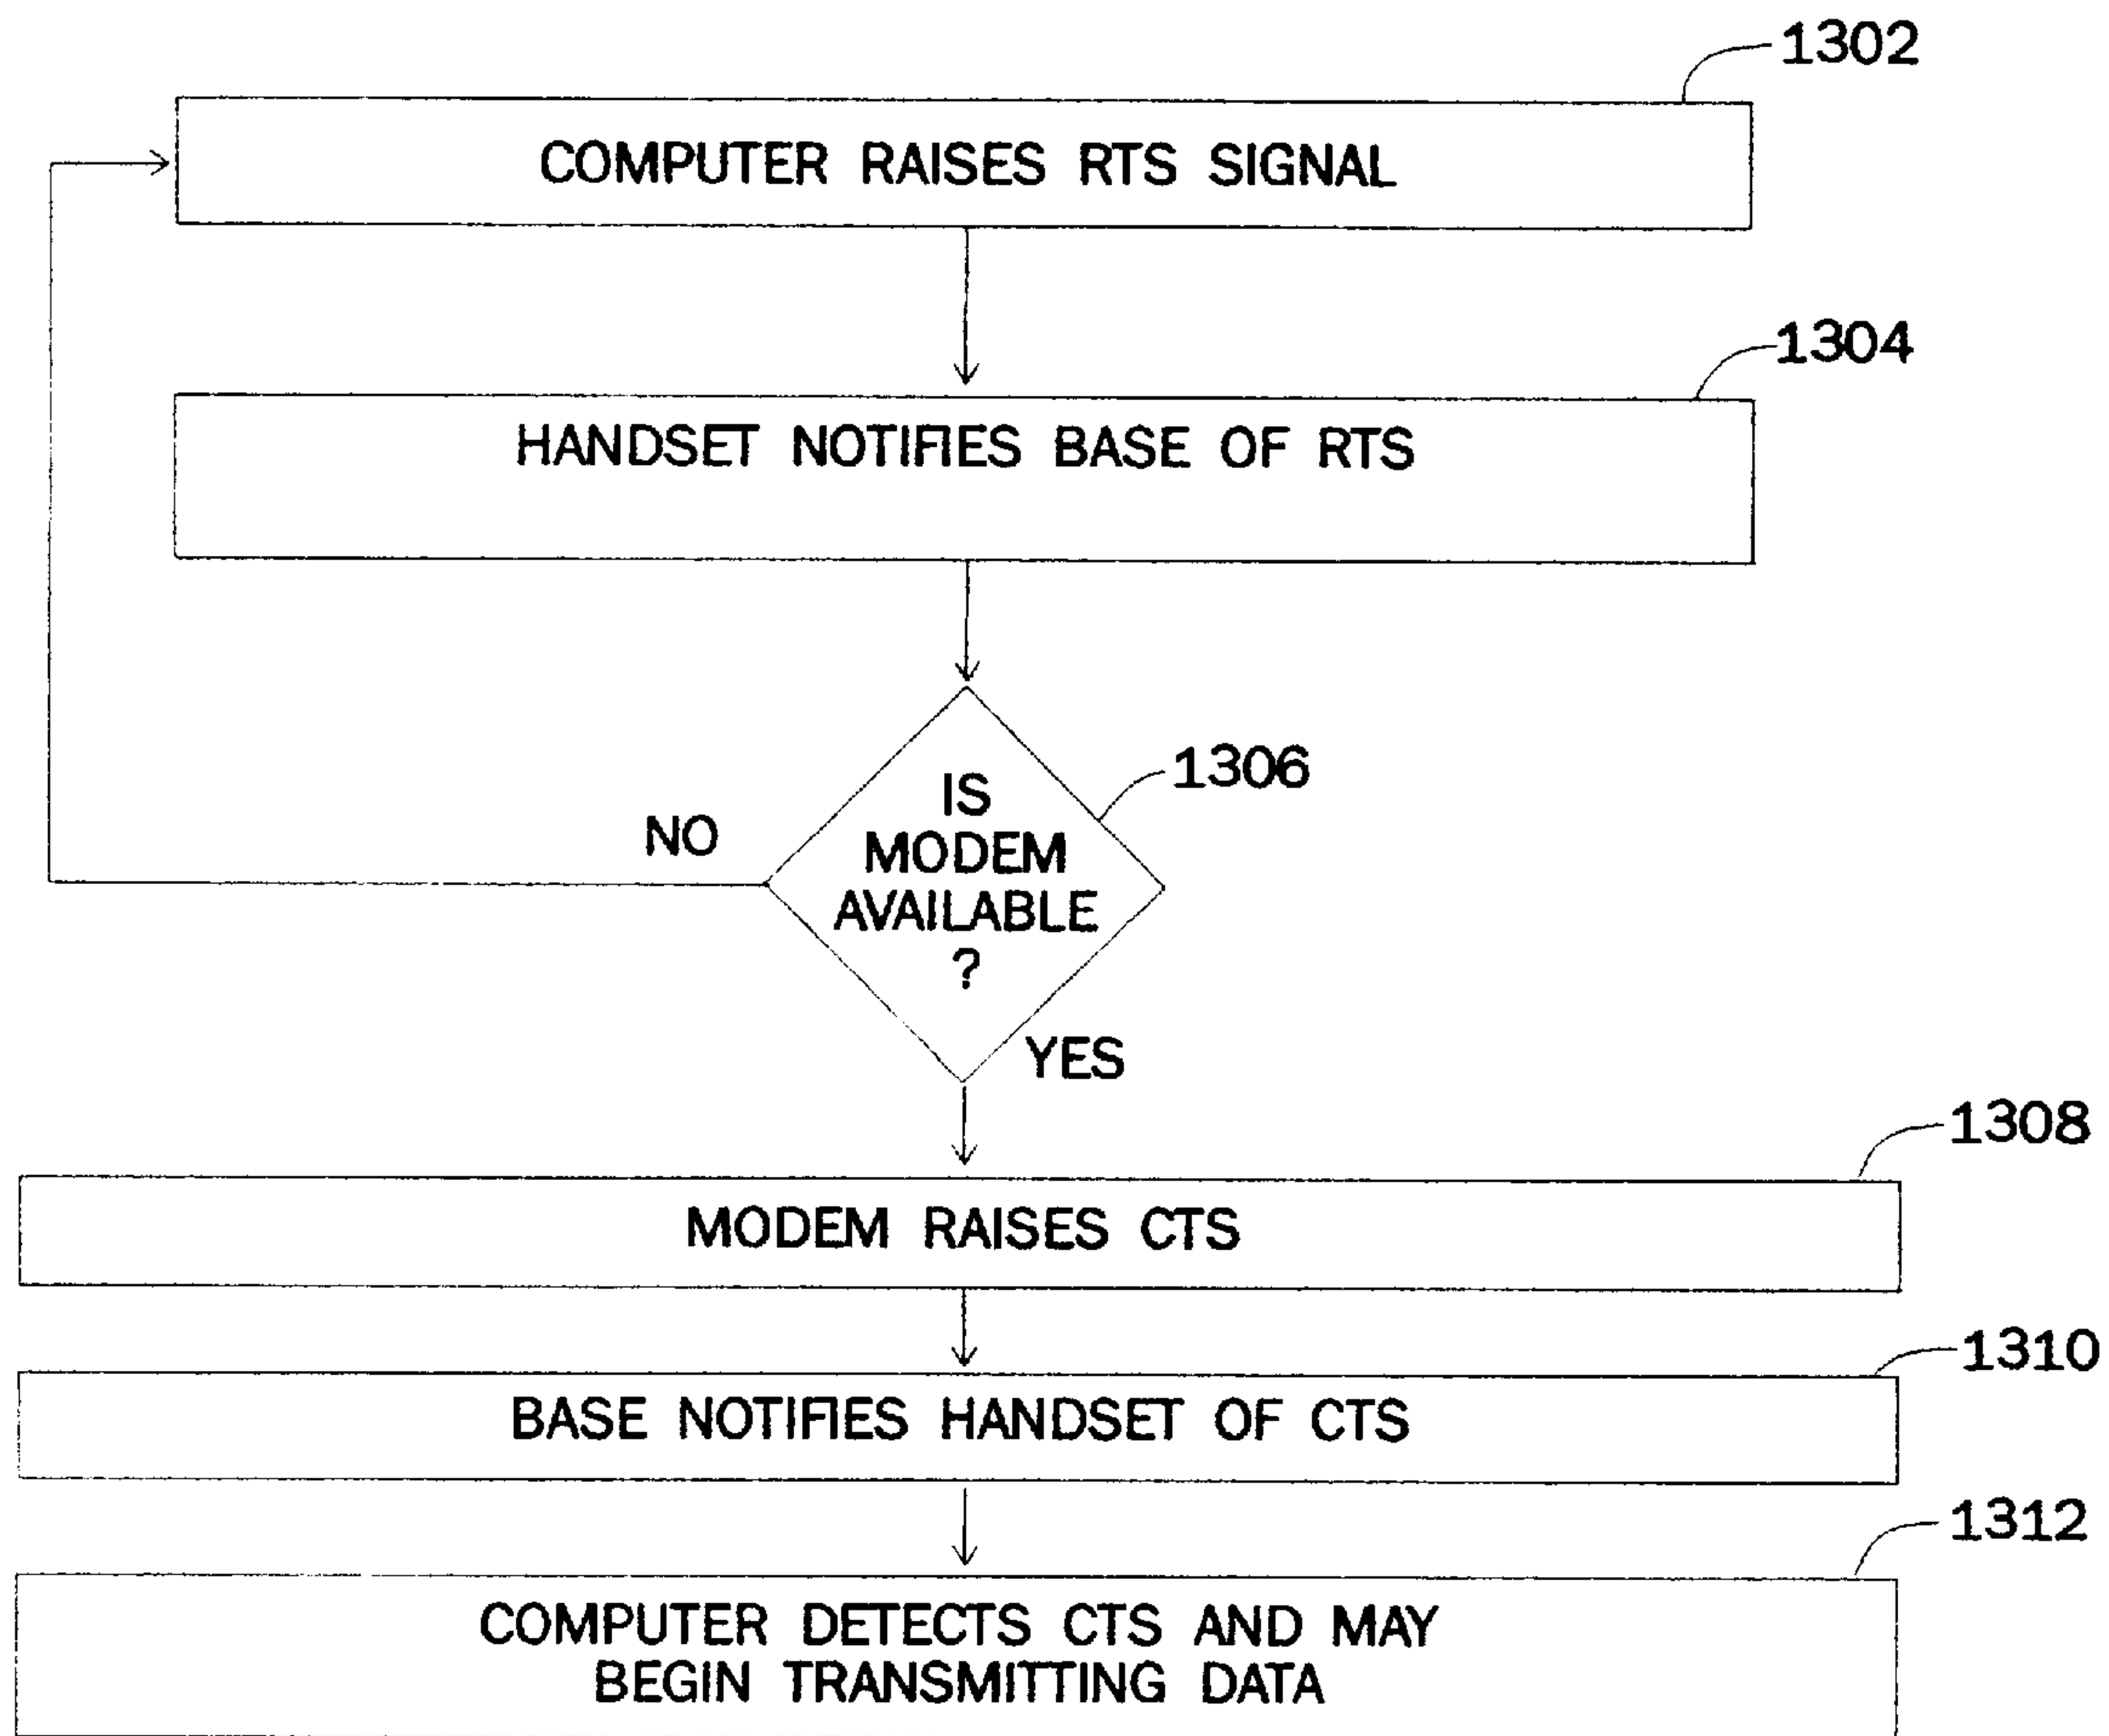 1302
COMPUTER RAISES RTS SIGNAL
1304
HANDSET NOTIFIES BASE OF RTS
1306
IS
MODEM
AVAILABLE
?
NO
YES
1308
MODEM RAISES CTS
1310
BASE NOTIFIES HANDSET OF CTS
1312
COMPUTER DETECTS CTS AND MAY
BEGIN TRANSMITTING DATA